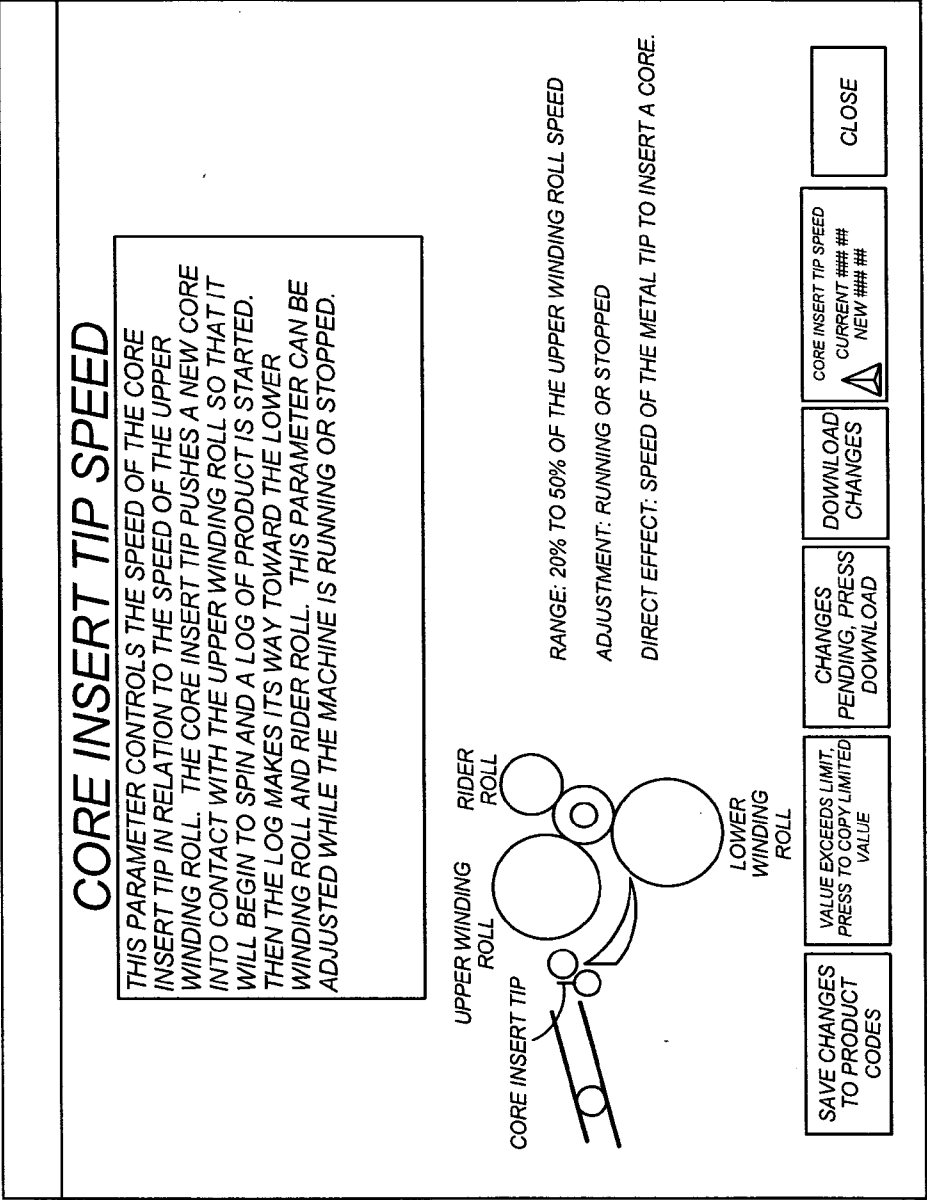 CORE INSERT TIP SPEED
THIS PARAMETER CONTROLS THE SPEED OF THE CORE
INSERT TIP IN RELATION TO THE SPEED OF THE UPPER
WINDING ROLL. THE CORE INSERT TIP PUSHES A NEW CORE
INTO CONTACT WITH THE UPPER WINDING ROLL SO THAT IT
WILL BEGIN TO SPIN AND A LOG OF PRODUCT IS STARTED.
THEN THE LOG MAKES ITS WAY TOWARD THE LOWER
WINDING ROLL AND RIDER ROLL. THIS PARAMETER CAN BE
ADJUSTED WHILE THE MACHINE IS RUNNING OR STOPPED.
UPPER WINDING
ROLL
RIDER
ROLL
CORE INSERT TIP
LOWER
WINDING
ROLL
RANGE: 20% TO 50% OF THE UPPER WINDING ROLL SPEED
ADJUSTMENT: RUNNING OR STOPPED
DIRECT EFFECT: SPEED OF THE METAL TIP TO INSERT A CORE.
SAVE CHANGES
TO PRODUCT
CODES
VALUE EXCEEDS LIMIT,
PRESS TO COPY LIMITED
VALUE
CHANGES
PENDING, PRESS
DOWNLOAD
DOWNLOAD
CHANGES
CORE INSERT TIP SPEED
CURRENT ### ##
NEW ### ##
CLOSE